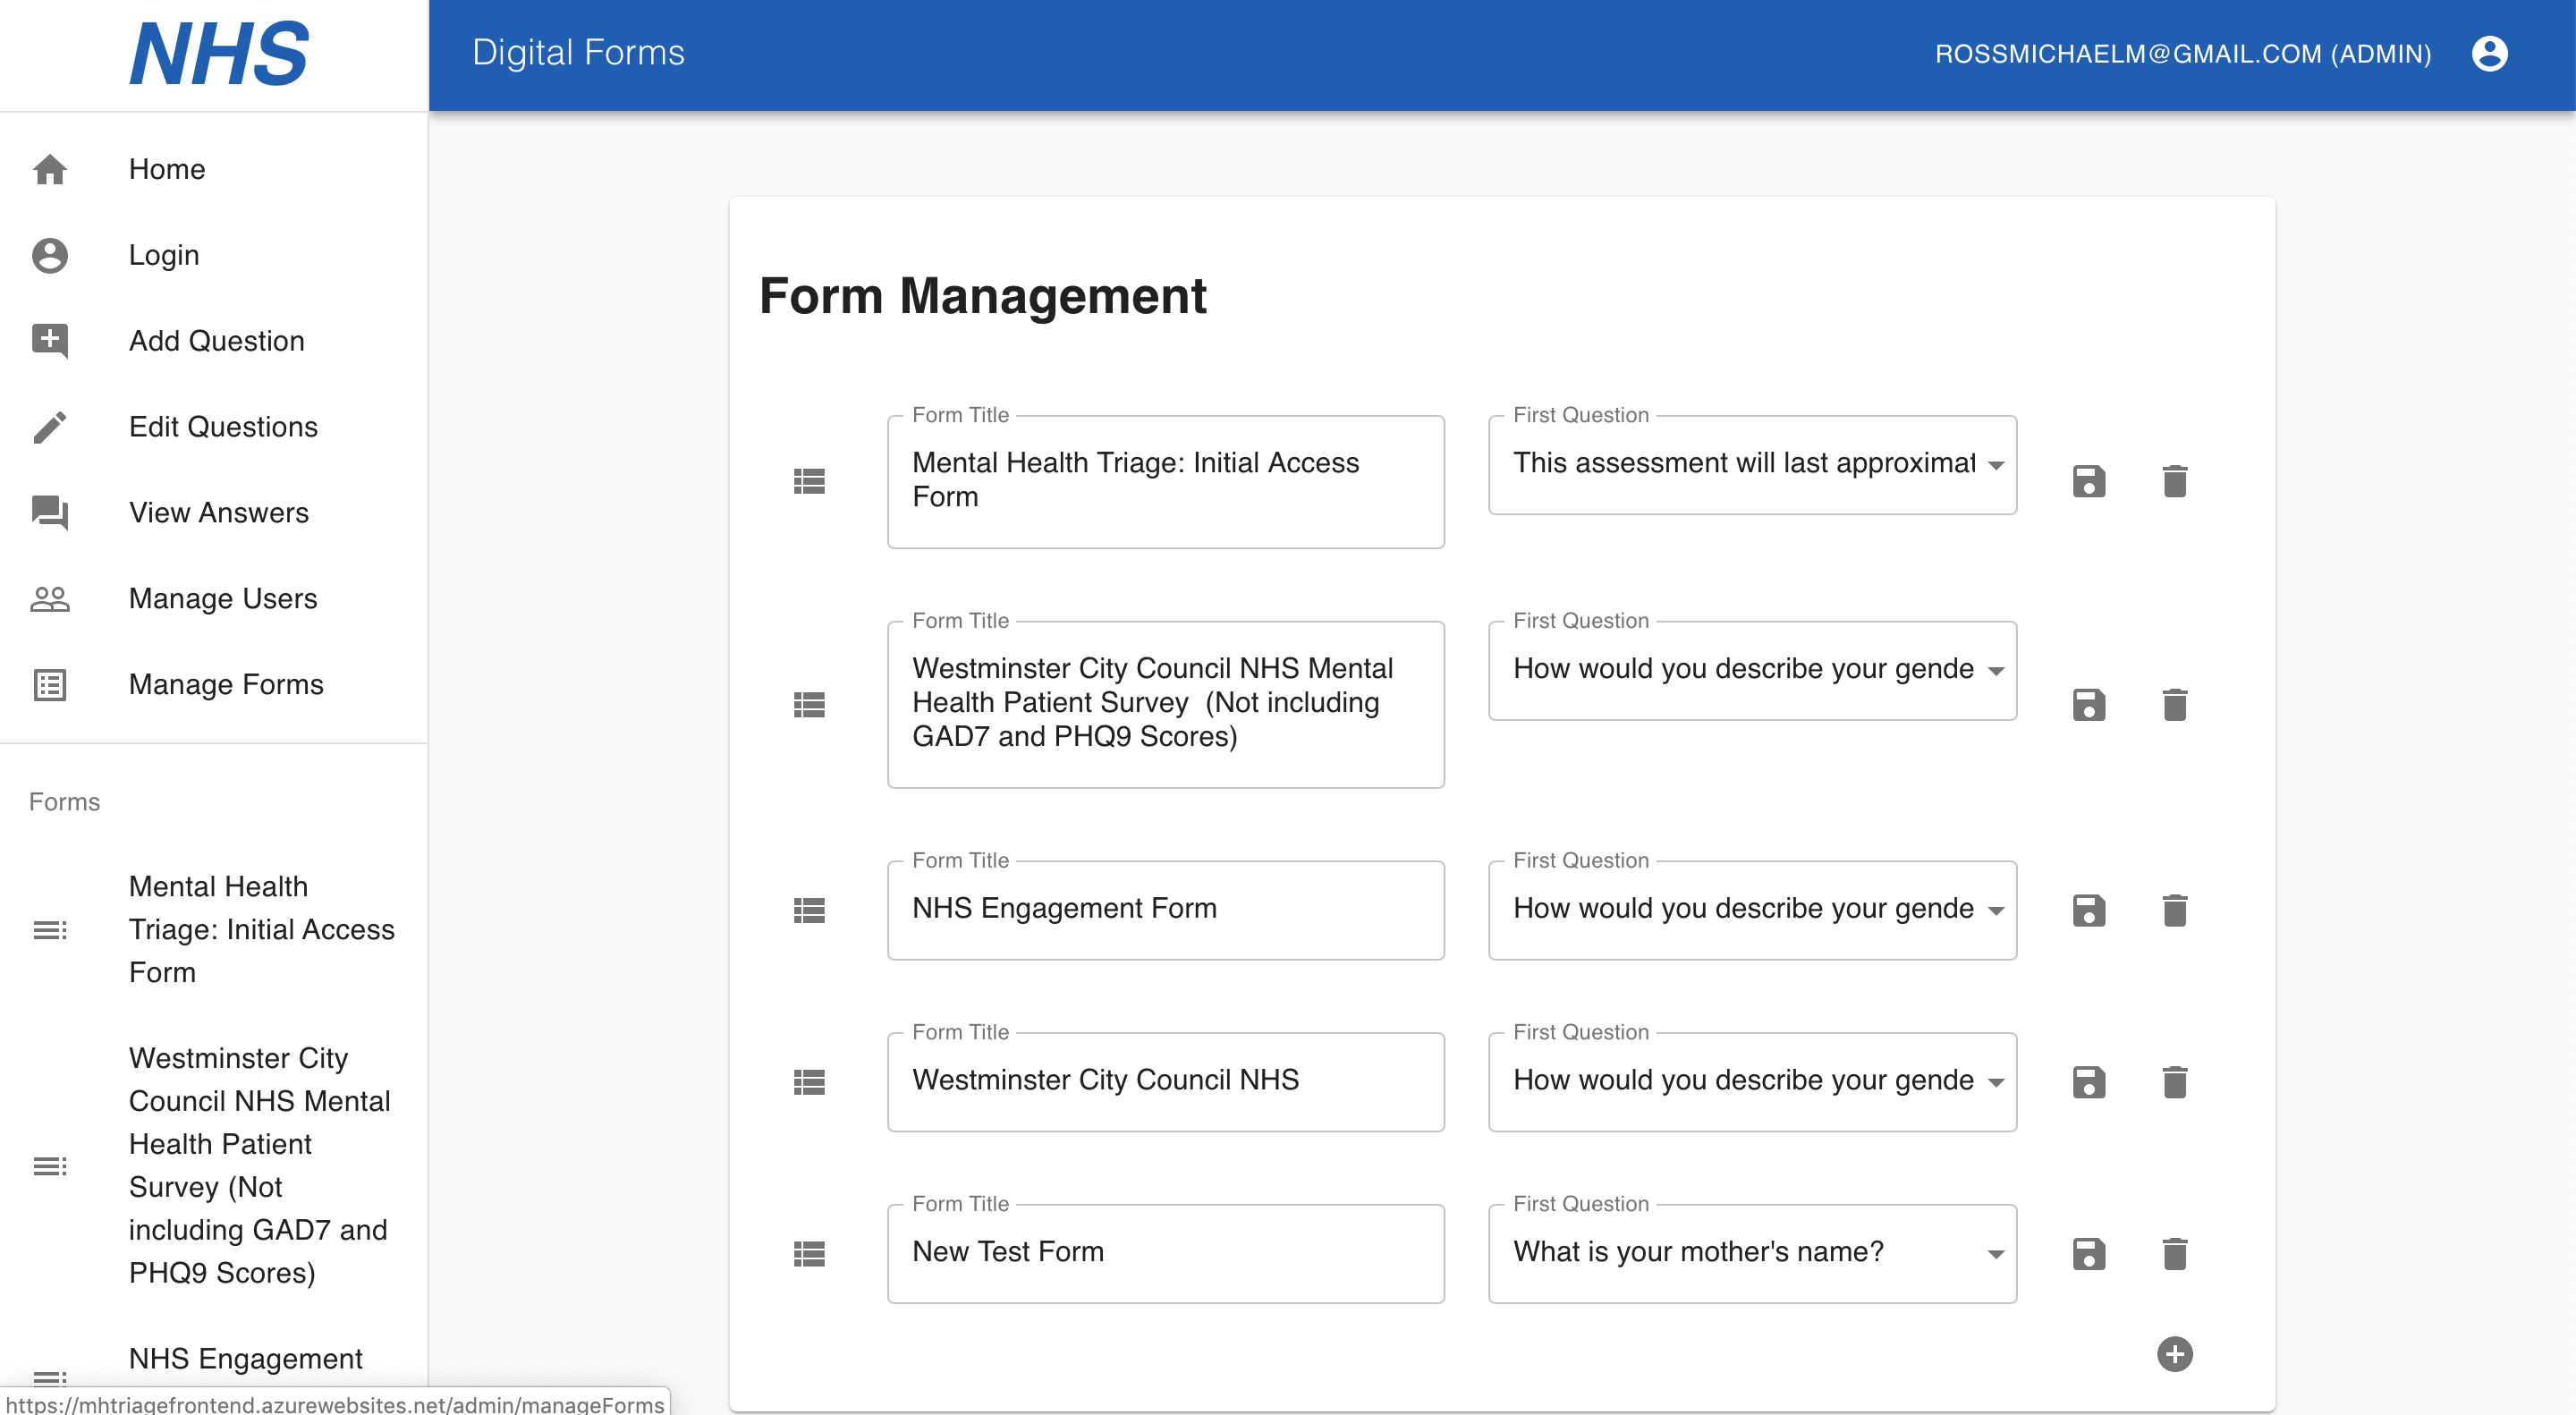 NHS
Digital Forms
ROSSMICHAELM@GMAIL.COM (ADMIN)
Home
Login
Add Question
Edit Questions
View Answers
Manage Users
Manage Forms
Forms
Mental Health
Triage: Initial Access
Form
Westminster City
Council NHS Mental
Health Patient
Survey (Not
including GAD7 and
PHQ9 Scores)
NHS Engagement
https://mhtriagefrontend.azurewebsites.net/admin/manageForms
Form Management
Form Title
Mental Health Triage: Initial Access
Form
First Question
This assessment will last approximat
Form Title
Westminster City Council NHS Mental
Health Patient Survey  (Not including
GAD7 and PHQ9 Scores)
First Question
How would you describe your gende
Form Title
NHS Engagement Form
First Question
How would you describe your gende
Form Title
Westminster City Council NHS
First Question
How would you describe your gende
Form Title
New Test Form
First Question
What is your mother's name?